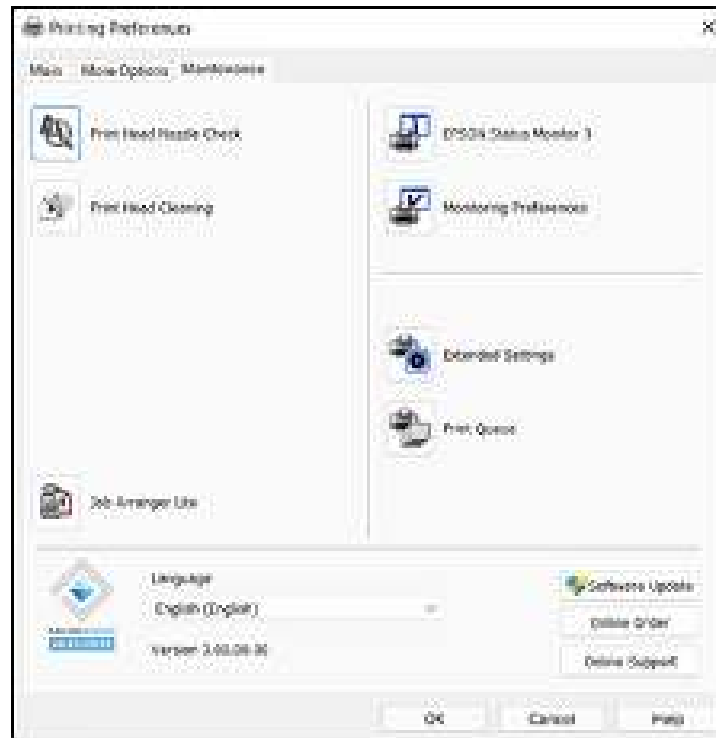 Printing Preferences
Main More Options Maintenance
Print Head Nozzle Check
Print Head Cleaning
Job Arranger Lite
EPSON Status Monitor 3
Monitoring Preferences
Extended Settings
Print Queue
Language
English (English)
Version
Software Update
Online Order
Online Support
OK Cancel Help